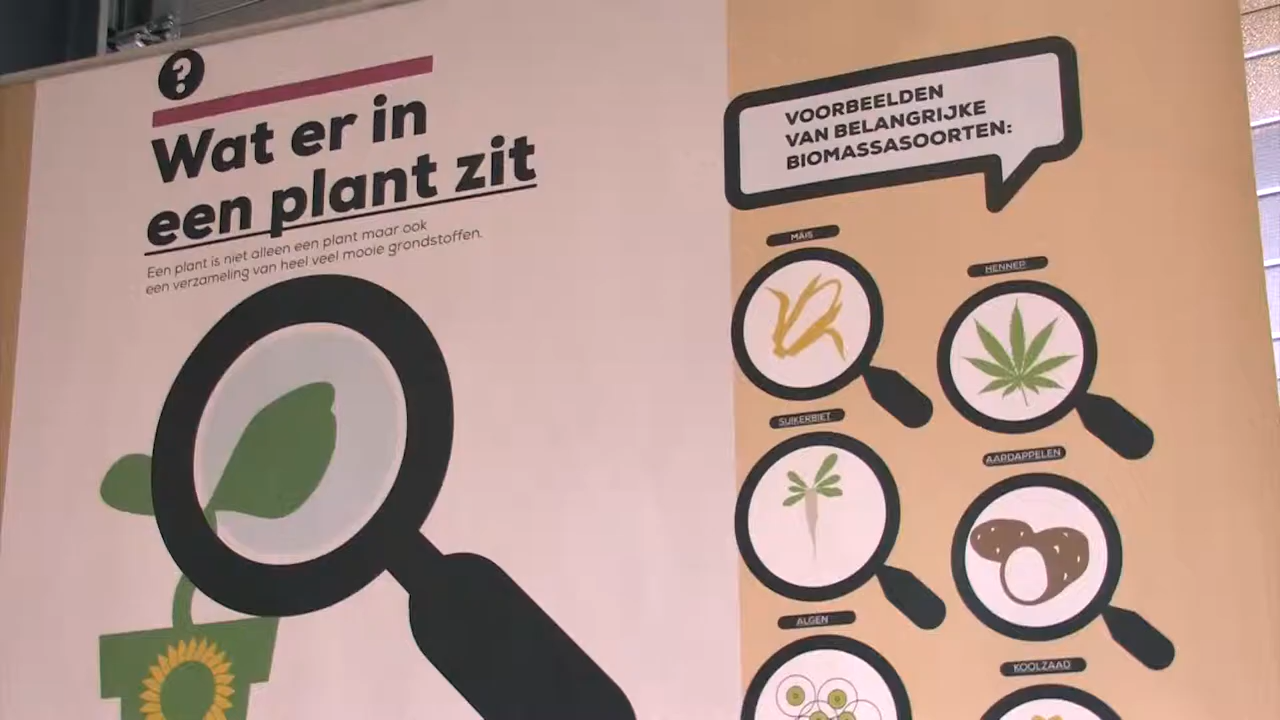 ?
Wat er in
een plant zit
Een plant is niet alleen een plant maar ook
een verzameling van heel veel mooie grondstoffen.
VOORBEELDEN
VAN BELANGRIJKE
BIOMASSASOORTEN:
MAIS
HENNEP
SUIKERBIET
AARDAPPELEN
ALGEN
KOOLZAAD